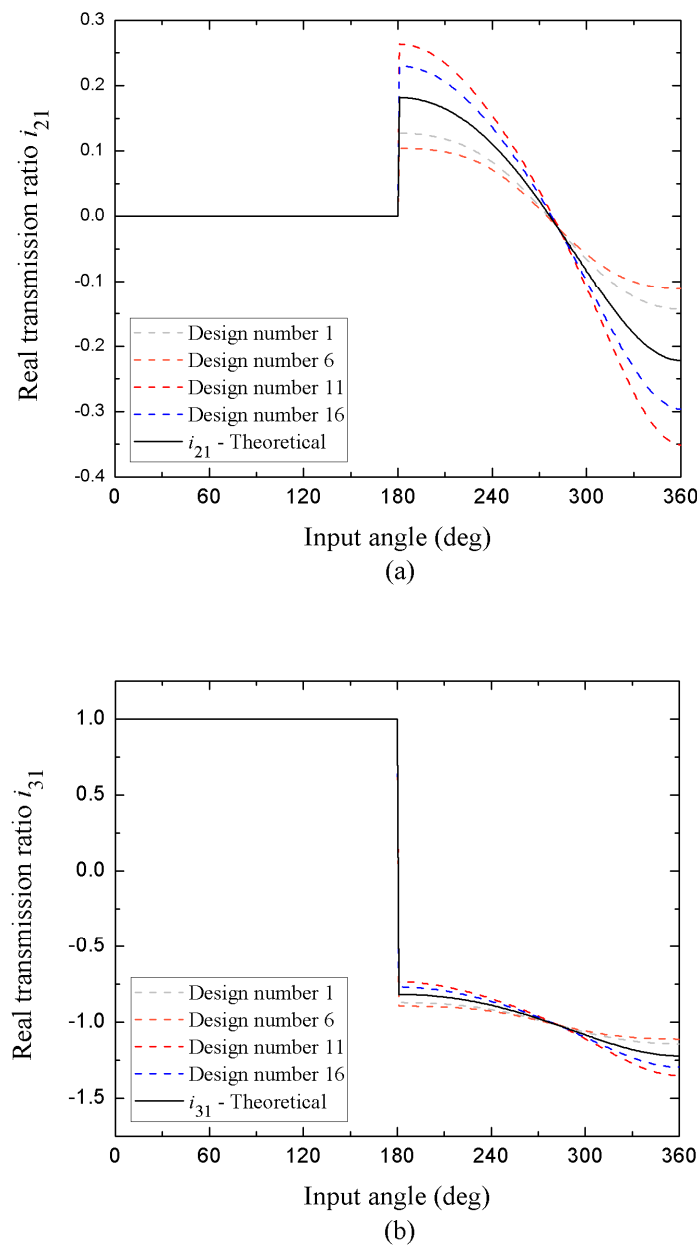 0.3
0.2
0.1
0.0
-0.1
-0.2
-0.3
-0.4
Real transmission ratio i21
Design number 1
Design number 6
Design number 11
Design number 16
i21 - Theoretical
0 60 120 180 240 300 360
Input angle (deg)
(a)
1.0
0.5
0.0
-0.5
-1.0
-1.5
Real transmission ratio i31
Design number 1
Design number 6
Design number 11
Design number 16
i31 - Theoretical
0 60 120 180 240 300 360
Input angle (deg)
(b)